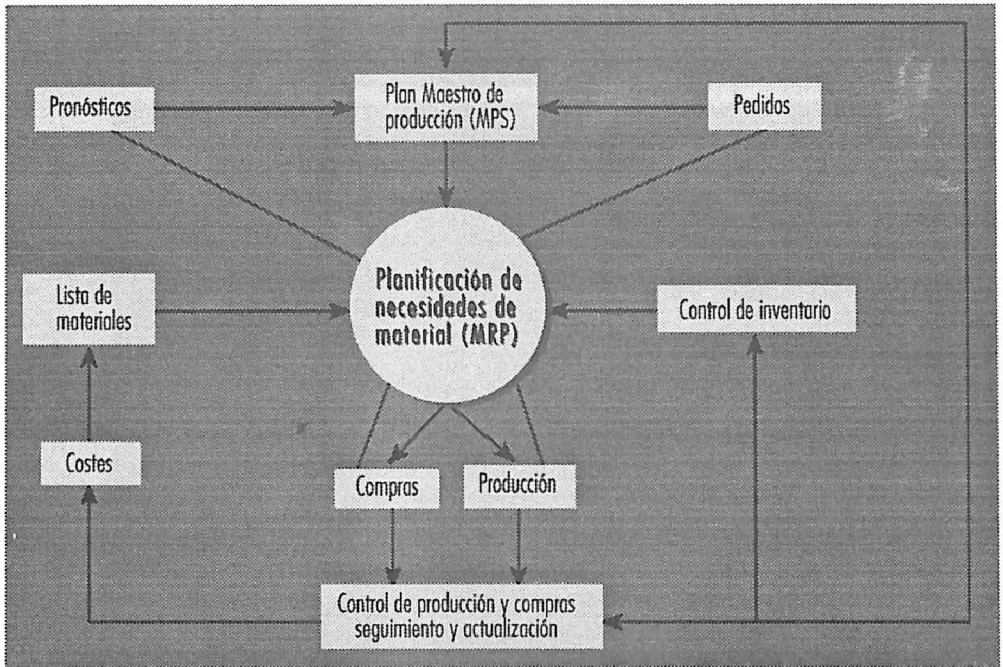 Plan Maestro de
producción (MPS)
Pronósticos
Pedidos
Planificación de
necesidades de
material (MRP)
Lista de
materiales
Control de inventario
Costes
Compras
Producción
Control de producción y compras
seguimiento y actualización